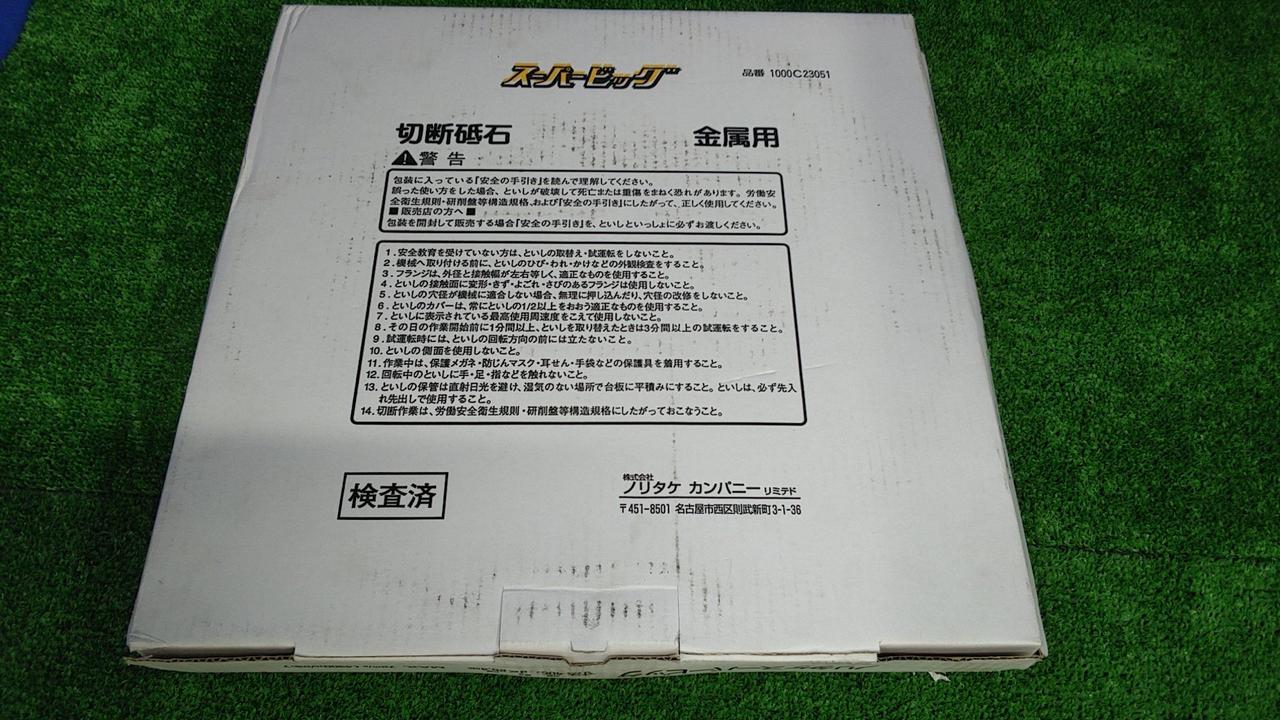 スーパービッグ
品番 1000C23051
切断砥石
金属用
警告
包装に入っている「安全の手引き」を読んで理解してください。
誤った使い方をした場合、といしが破壊して死亡または重傷をまねく恐れがあります。労働安
全衛生規則・研削盤等構造規格、および「安全の手引き」にしたがって、正しく使用してください。
■販売店の方へ■
包装を開封して販売する場合「安全の手引き」を、といしといっしょに必ずお渡しください。
1.安全教育を受けていない方は、といしの取替え・試運転をしないこと。
2.機械へ取り付ける前に、といしのひび・われ・かけなどの外観検査をすること。
3.フランジは、外径と接触幅が左右等しく、適正なものを使用すること。
4.といしの接触面に変形・きず・よごれ・さびのあるフランジは使用しないこと。
5.といしの穴径が機械に適合しない場合、無理に押し込んだり、穴径の改修をしないこと。
6.といしのカバーは、常にといしの1/2以上をおおう適正なものを使用すること。
7.といしに表示されている最高使用周速度をこえて使用しないこと。
8.その日の作業開始前に1分間以上、といしを取り替えたときは3分間以上の試運転をすること。
9.試運転時には、といしの回転方向の前には立たないこと。
10.といしの側面を使用しないこと。
11.作業中は、保護メガネ・防じんマスク・耳せん・手袋などの保護具を着用すること。
12.回転中のといしに手・足・指などを触れないこと。
13.といしの保管は直射日光を避け、湿気のない場所で台板に平積みにすること。といしは、必ず先入
れ先出しで使用すること。
14.切断作業は、労働安全衛生規則・研削盤等構造規格にしたがっておこなうこと。
検査済
株式会社
ノリタケ カンパニー リミテド
〒451-8501 名古屋市西区則武新町3-1-36